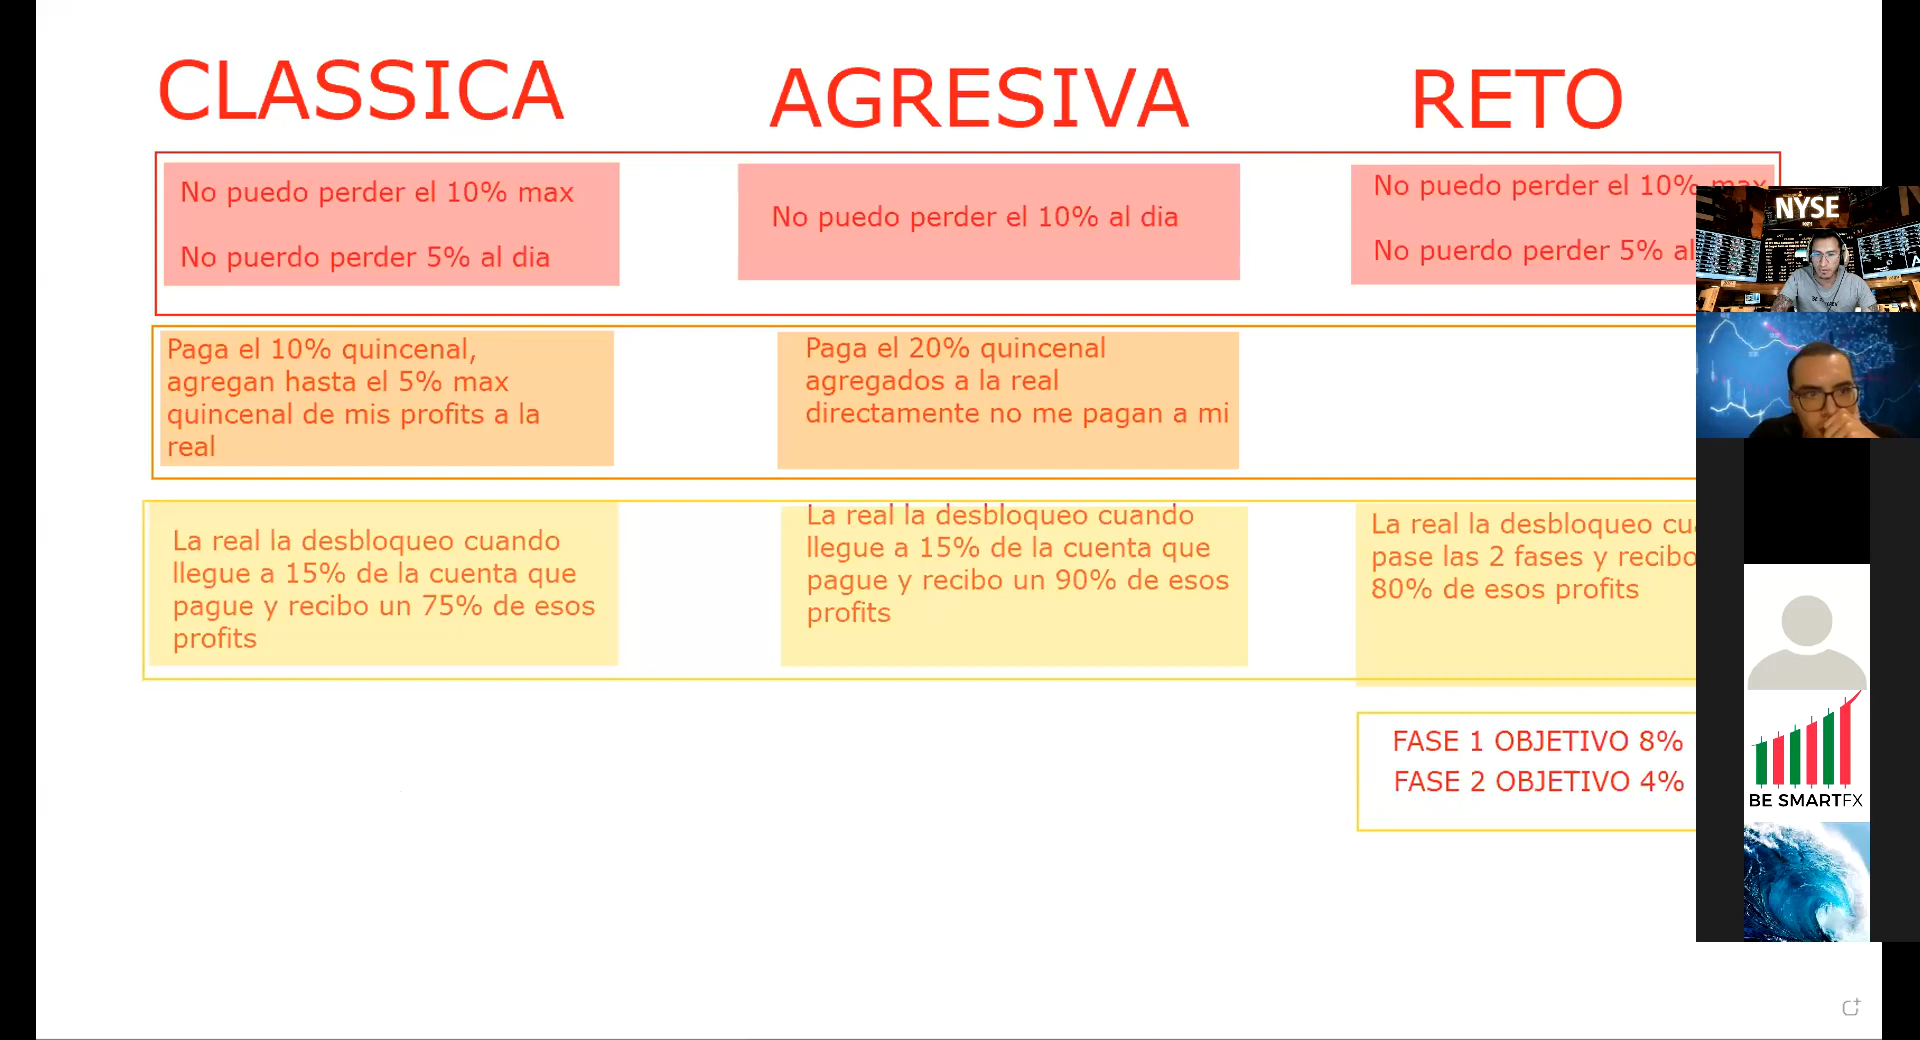 CLASSICA
AGRESIVA
RETO
No puedo perder el 10% max
No puerdo perder 5% al dia
No puedo perder el 10% al dia
No puedo perder el 10% max
No puerdo perder 5% al
Paga el 10% quincenal,
agregan hasta el 5% max
quincenal de mis profits a la
real
Paga el 20% quincenal
agregados a la real
directamente no me pagan a mi
La real la desbloqueo cuando
llegue a 15% de la cuenta que
pague y recibo un 75% de esos
profits
La real la desbloqueo cuando
llegue a 15% de la cuenta que
pague y recibo un 90% de esos
profits
La real la desbloqueo
pase las 2 fases y recibo
80% de esos profits
FASE 1 OBJETIVO 8%
FASE 2 OBJETIVO 4%
NYSE
BE SMARTFX